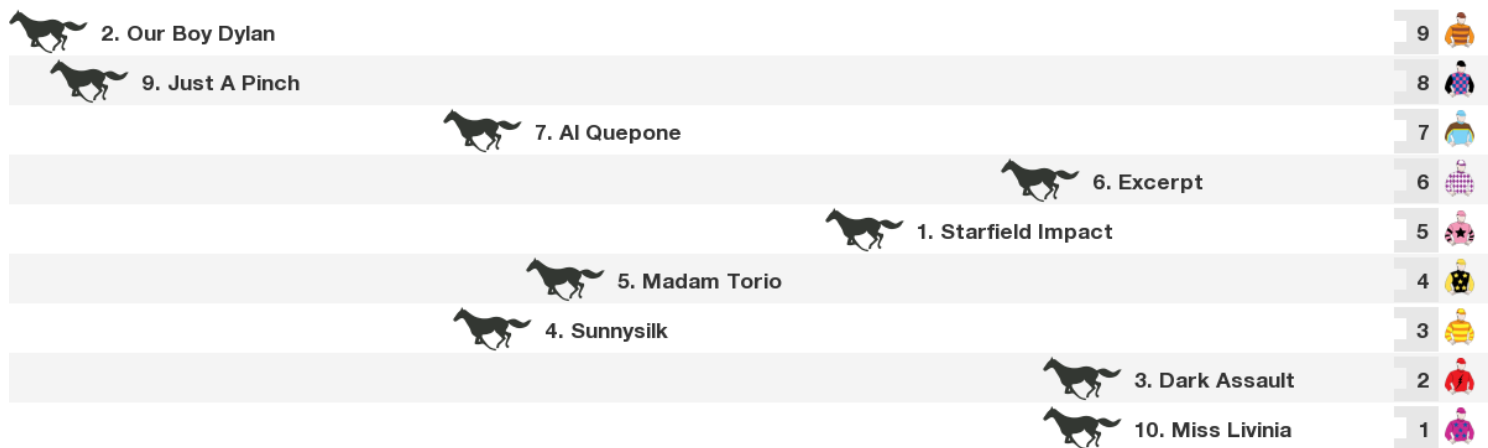 2. Our Boy Dylan 9
9. Just A Pinch 8
7. Al Quepone 7
6. Excerpt 6
1. Starfield Impact 5
5. Madam Torio 4
4. Sunnysilk 3
3. Dark Assault 2
10. Miss Livinia 1